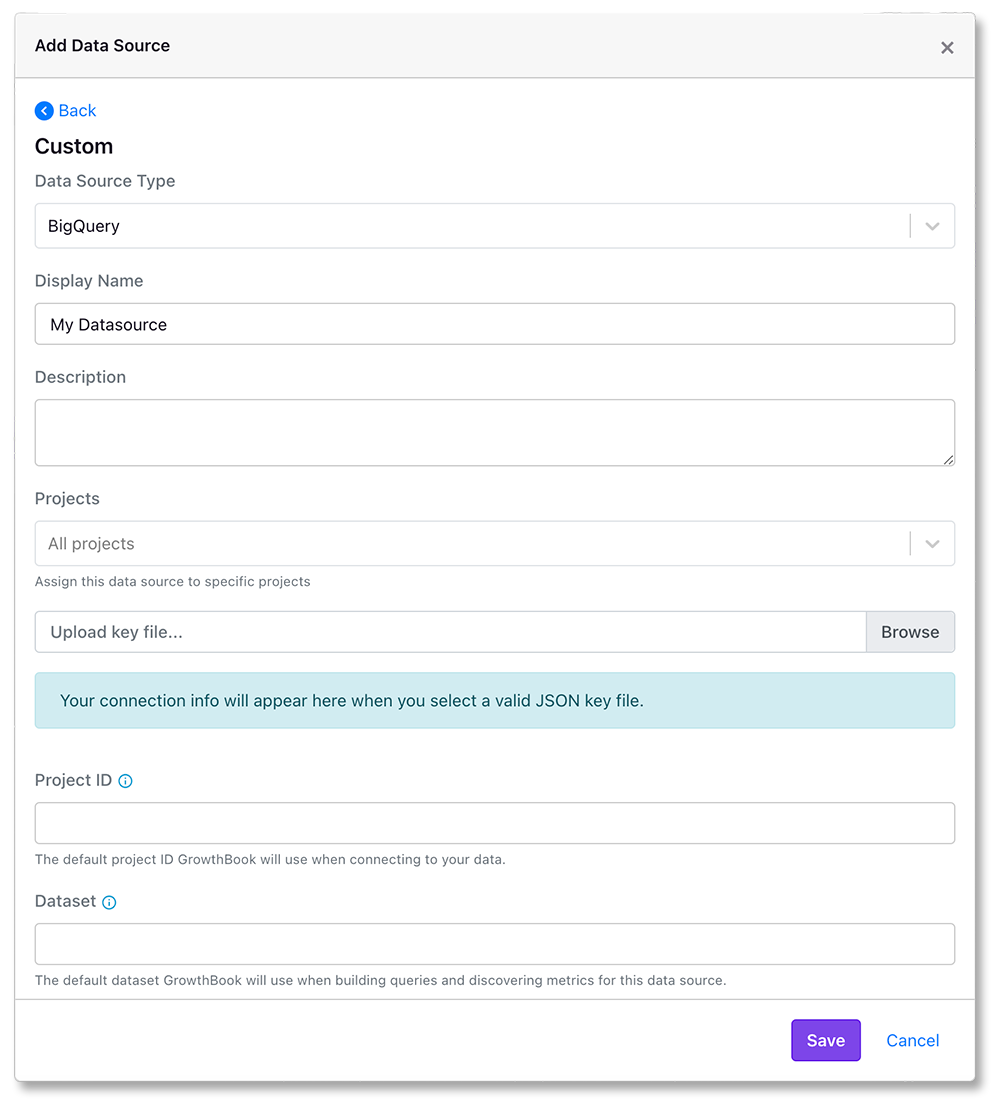 Add Data Source
Back
Custom
Data Source Type
BigQuery
Display Name
My Datasource
Description
Projects
All projects
Assign this data source to specific projects
Upload key file...
Browse
Your connection info will appear here when you select a valid JSON key file.
Project ID
The default project ID GrowthBook will use when connecting to your data.
Dataset
The default dataset GrowthBook will use when building queries and discovering metrics for this data source.
Save
Cancel